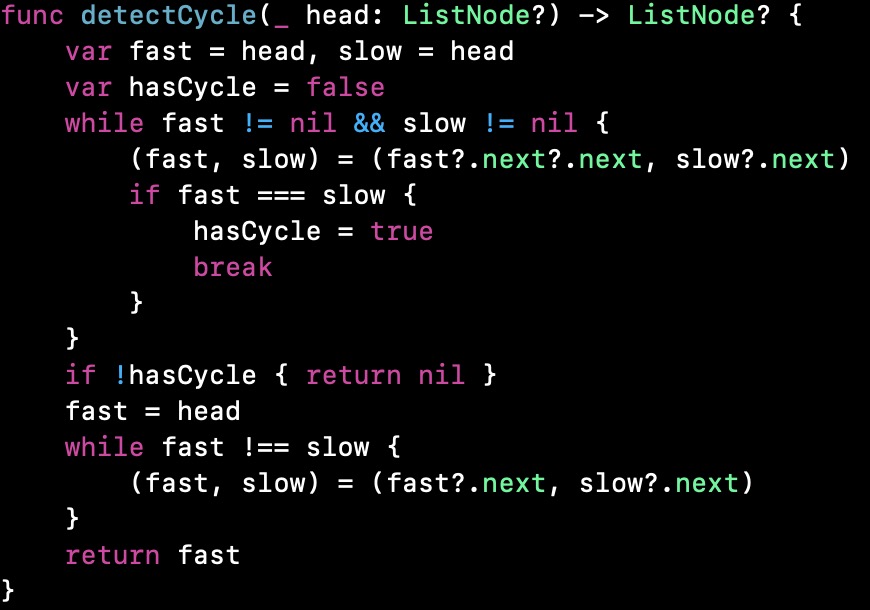 func detectCycle(_ head: ListNode?) -> ListNode? {
    var fast = head, slow = head
    var hasCycle = false
    while fast != nil && slow != nil {
        (fast, slow) = (fast?.next?.next, slow?.next)
        if fast === slow {
            hasCycle = true
            break
        }
    }
    if !hasCycle { return nil }
    fast = head
    while fast !== slow {
        (fast, slow) = (fast?.next, slow?.next)
    }
    return fast
}